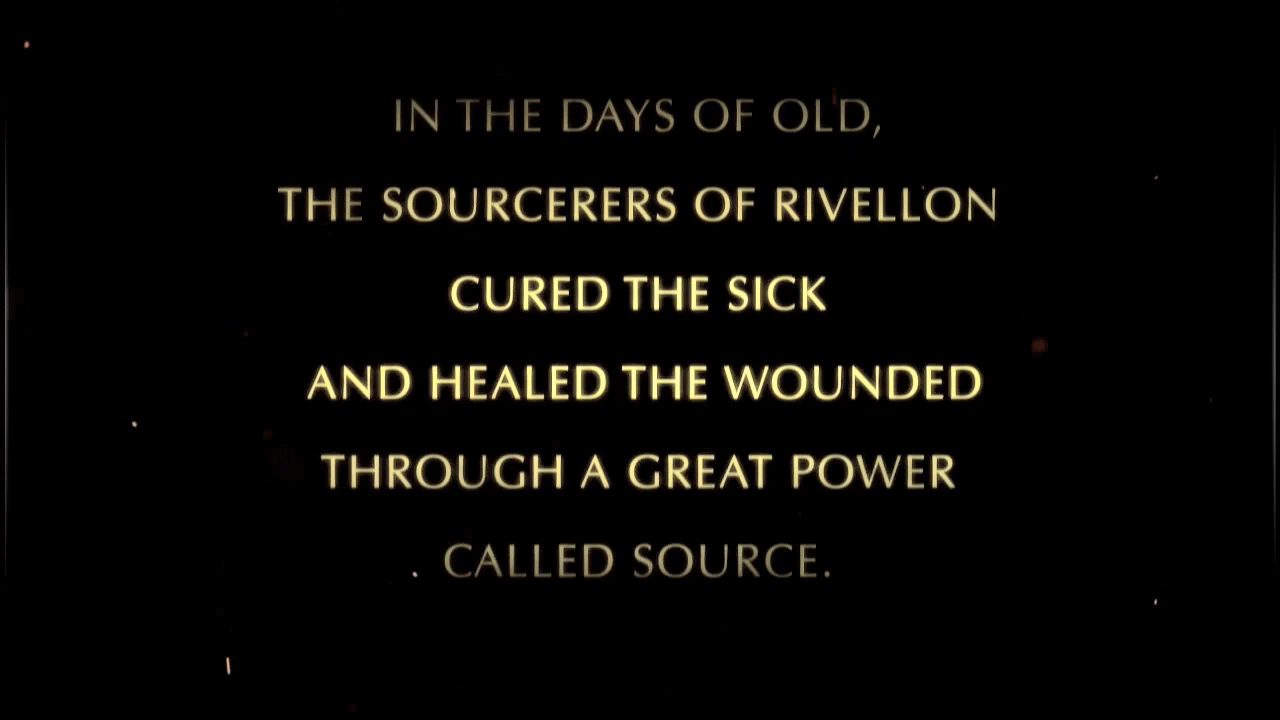 IN THE DAYS OF OLD,
THE SOURCERERS OF RIVELLON
CURED THE SICK
AND HEALED THE WOUNDED
THROUGH A GREAT POWER
CALLED SOURCE.